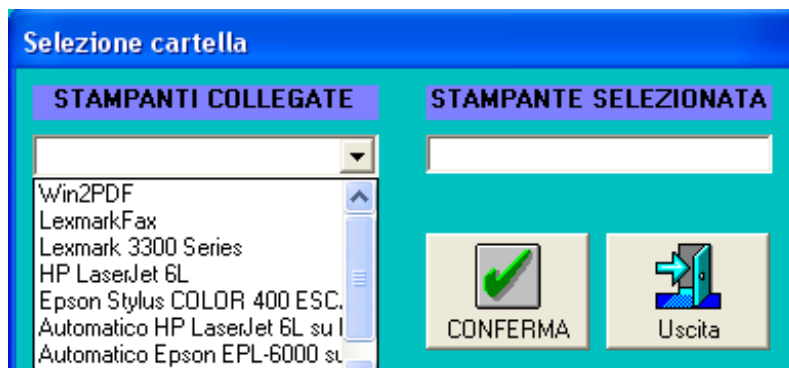 Selezione cartella
STAMPANTI COLLEGATE
STAMPANTE SELEZIONATA
Win2PDF
LexmarkFax
Lexmark 3300 Series
HP LaserJet 6L
Epson Stylus COLOR 400 ESC.
Automatico HP LaserJet 6L su
Automatico Epson EPL-6000 su
CONFERMA
Uscita